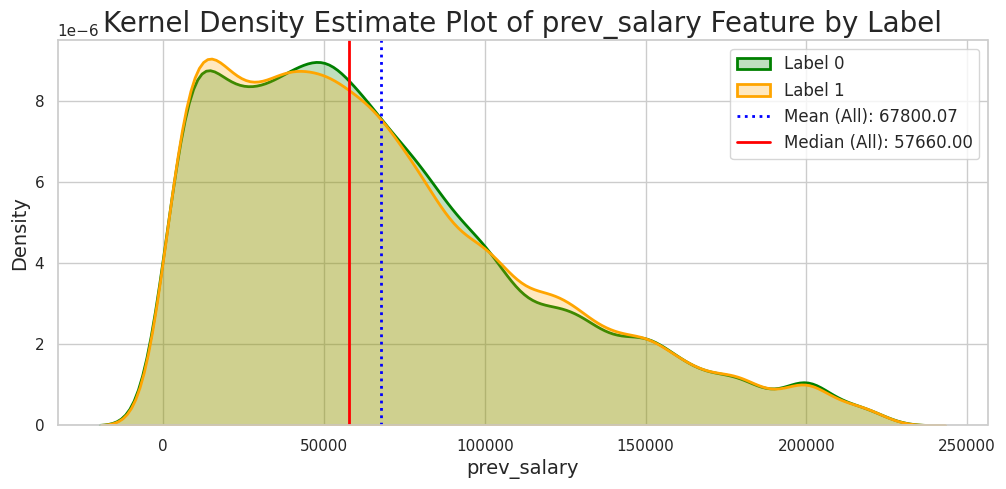 Kernel Density Estimate Plot of prev_salary Feature by Label
1e−6
Label 0
Label 1
Mean (All): 67800.07
Median (All): 57660.00
8
6
4
2
0
Density
0
50000
100000
150000
200000
250000
prev_salary